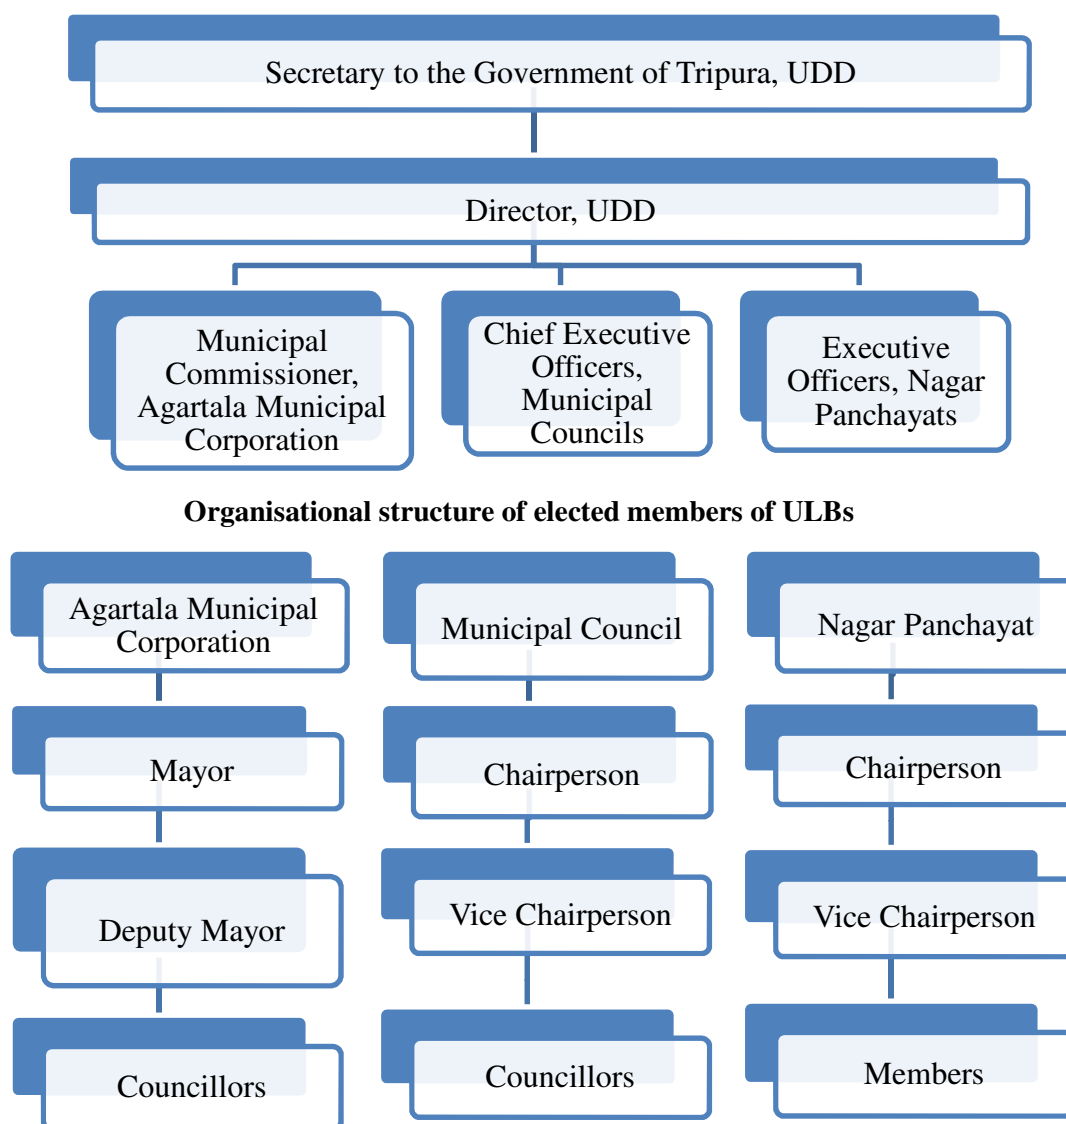 Secretary to the Government of Tripura, UDD
Director, UDD
Municipal
Commissioner,
Agartala Municipal
Corporation
Chief Executive
Officers,
Municipal
Councils
Executive
Officers, Nagar
Panchayats
Organisational structure of elected members of ULBs
Agartala Municipal
Corporation
Mayor
Deputy Mayor
Councillors
Municipal Council
Chairperson
Vice Chairperson
Councillors
Nagar Panchayat
Chairperson
Vice Chairperson
Members